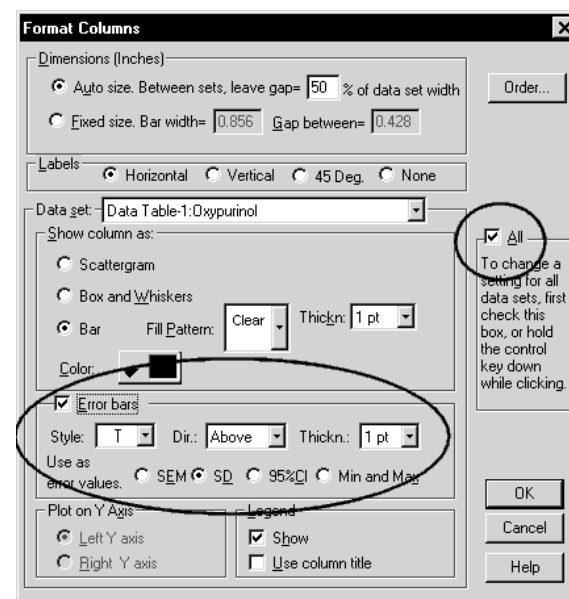 Format Columns
Dimensions (Inches)
Auto size. Between sets, leave gap= 50 % of data set width
Order...
Fixed size. Bar width= 0.856 Gap between= 0.428
Labels
Horizontal Vertical 45 Deg. None
Data set: Data Table-1:Oxypurinol
Show column as:
Scattergram
Box and Whiskers
Bar Fill Pattern: Clear Thickn: 1 pt
Color:
All
To change a
setting for all
data sets, first
check this
box, or hold
the control
key down
while clicking.
Error bars
Style: T Dir.: Above Thickn.: 1 pt
Use as
error values. SEM SD 95%CI Min and Max
Plot on Y Axis
Left Y axis
Right Y axis
Legend
Show
Use column title
OK
Cancel
Help